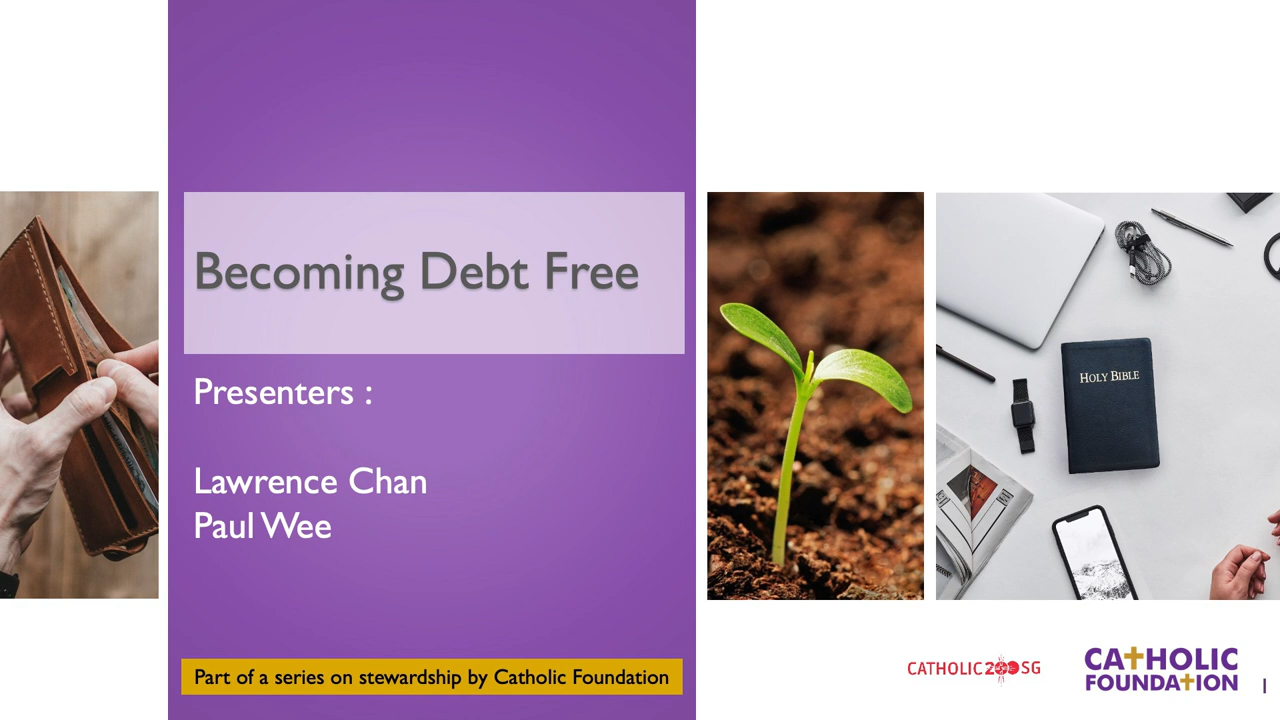 Becoming Debt Free
Presenters :
Lawrence Chan
Paul Wee
Part of a series on stewardship by Catholic Foundation
HOLY BIBLE
CATHOLIC200SG
CATHOLIC
FOUNDATION
1